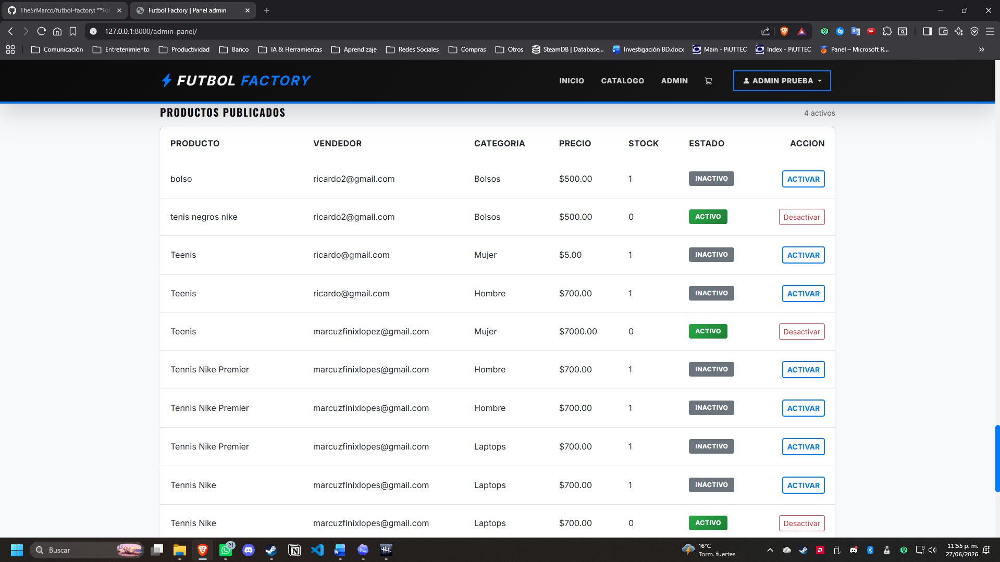 TheSrMarco/futbol-factory: **Fut
Futbol Factory | Panel admin
127.0.0.1:8000/admin-panel/
Comunicación
Entretenimiento
Productividad
Banco
IA & Herramientas
Aprendizaje
Redes Sociales
Compras
Otros
SteamDB | Database...
Investigación BD.docx
Main - PiUTTEC
Index - PiUTTEC
Panel – Microsoft R...
FUTBOL FACTORY
INICIO
CATALOGO
ADMIN
ADMIN PRUEBA
PRODUCTOS PUBLICADOS
4 activos
PRODUCTO VENDEDOR CATEGORIA PRECIO STOCK ESTADO ACCION
bolso ricardo2@gmail.com Bolsos $500.00 1 INACTIVO ACTIVAR
tenis negros nike ricardo2@gmail.com Bolsos $500.00 0 ACTIVO Desactivar
Teenis ricardo@gmail.com Mujer $5.00 1 INACTIVO ACTIVAR
Teenis ricardo@gmail.com Hombre $700.00 1 INACTIVO ACTIVAR
Teenis marcuzfinixlopez@gmail.com Mujer $7000.00 0 ACTIVO Desactivar
Tennis Nike Premier marcuzfinixlopes@gmail.com Hombre $700.00 1 INACTIVO ACTIVAR
Tennis Nike Premier marcuzfinixlopes@gmail.com Hombre $700.00 1 INACTIVO ACTIVAR
Tennis Nike Premier marcuzfinixlopes@gmail.com Laptops $700.00 1 INACTIVO ACTIVAR
Tennis Nike marcuzfinixlopes@gmail.com Laptops $700.00 1 INACTIVO ACTIVAR
Tennis Nike marcuzfinixlopes@gmail.com Laptops $700.00 0 ACTIVO Desactivar
Buscar
21
16°C
Torm. fuertes
11:55 p. m.
27/06/2026